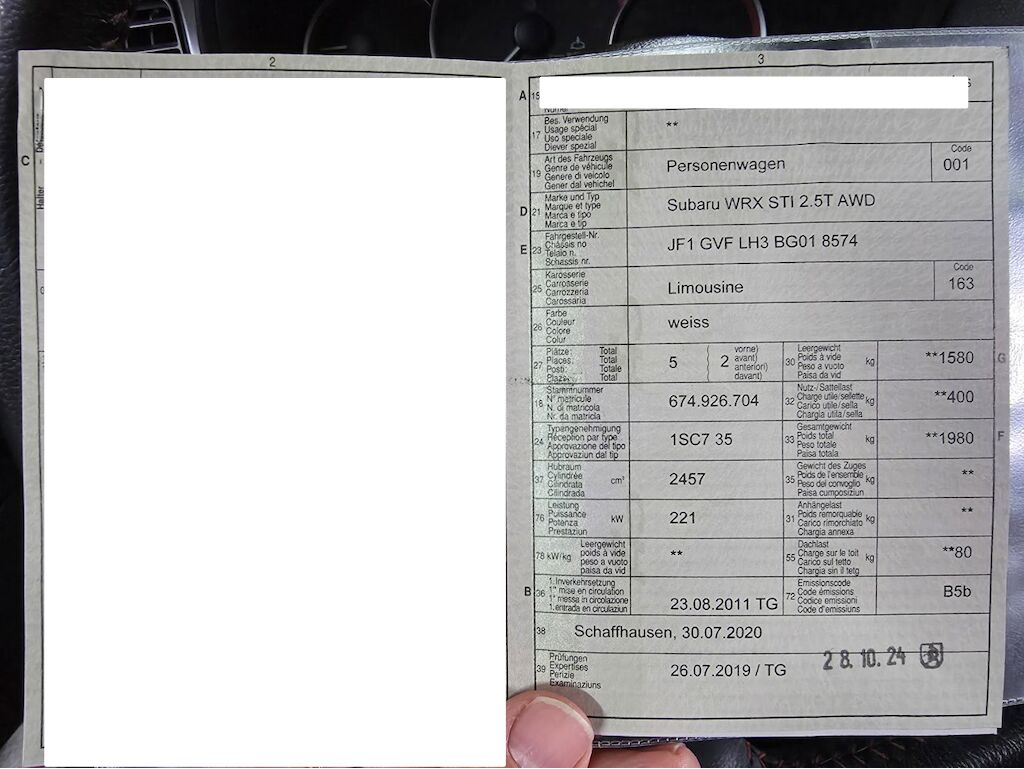 2
3
C
Halter
A 15
Bes. Verwendung
Usage spécial
Uso speciale
Diever spezial
17
**
Art des Fahrzeugs
Genre de véhicule
Genere di veicolo
Gener dal vehichel
19
Personenwagen
Code
001
Marke und Typ
Marque et type
Marca e tipo
Marca e tip
D 21
Subaru WRX STI 2.5T AWD
Fahrgestell-Nr.
Châssis no
Telaio n.
Schassis nr.
E 23
JF1 GVF LH3 BG01 8574
Karosserie
Carrosserie
Carrozzeria
Carossaria
25
Limousine
Code
163
Farbe
Couleur
Colore
Colur
26
weiss
Plätze: Total
Places: Total
Posti: Totale
Plazs: Total
27
5
2
vorne)
avant)
anteriori)
davant)
Leergewicht
Poids à vide
Peso a vuoto
Paisa da vid
30 kg
**1580
G
Stammnummer
N° matricule
N. di matricola
Nr. da matricla
18
674.926.704
Nutz-/Sattellast
Charge utile/sellette
Carico utile/sella
Chargia utila/sella
32 kg
**400
Typengenehmigung
Réception par type
Approvazione del tipo
Approvaziun dal tip
24
1SC7 35
Gesamtgewicht
Poids total
Peso totale
Paisa totala
33 kg
**1980
F
Hubraum
Cylindrée
Cilindrata
Cilindrada
37 cm³
2457
Gewicht des Zuges
Poids de l'ensemble
Peso del convoglio
Paisa cumposiziun
35 kg
**
Leistung
Puissance
Potenza
Prestaziun
76 kW
221
Anhängelast
Poids remorquable
Carico rimorchiato
Chargia annexa
31 kg
**
Leergewicht
poids à vide
peso a vuoto
paisa da vid
78 kW/kg
**
Dachlast
Charge sur le toit
Carico sul tetto
Chargia sin il tetg
55 kg
**80
1. Inverkehrsetzung
1re mise en circulation
1a messa in circolazione
1. entrada en circulaziun
B 36
23.08.2011 TG
Emissionscode
Code émissions
Codice emissioni
Code d'emissiuns
72
B5b
38
Schaffhausen, 30.07.2020
Prüfungen
Expertises
Perizie
Examinaziuns
39
26.07.2019 / TG
28.10.24